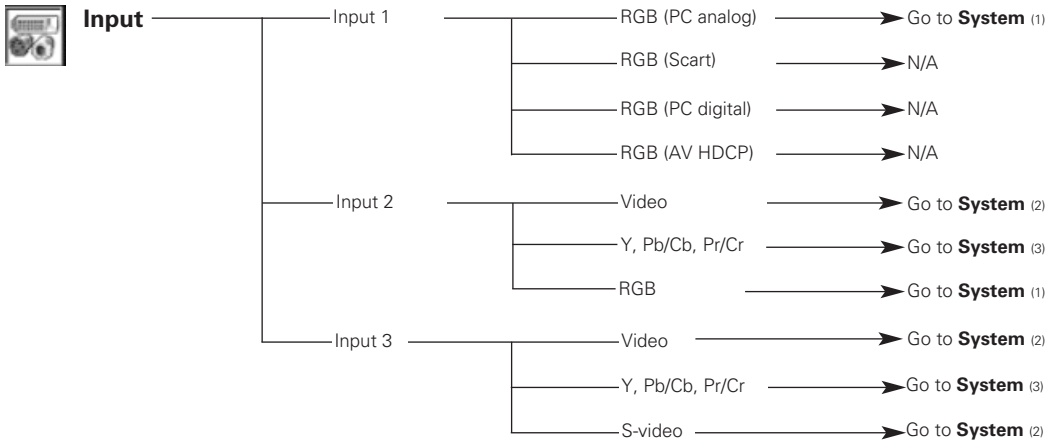 Input Input 1 RGB (PC analog) Go to System (1)
RGB (Scart) N/A
RGB (PC digital) N/A
RGB (AV HDCP) N/A
Input 2 Video Go to System (2)
Y, Pb/Cb, Pr/Cr Go to System (3)
RGB Go to System (1)
Input 3 Video Go to System (2)
Y, Pb/Cb, Pr/Cr Go to System (3)
S-video Go to System (2)